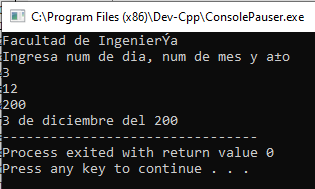 C:\Program Files (x86)\Dev-Cpp\ConsolePauser.exe
Facultad de IngenierÝa
Ingresa num de dia, num de mes y a±o
3
12
200
3 de diciembre del 200
--------------------------------
Process exited with return value 0
Press any key to continue . . .